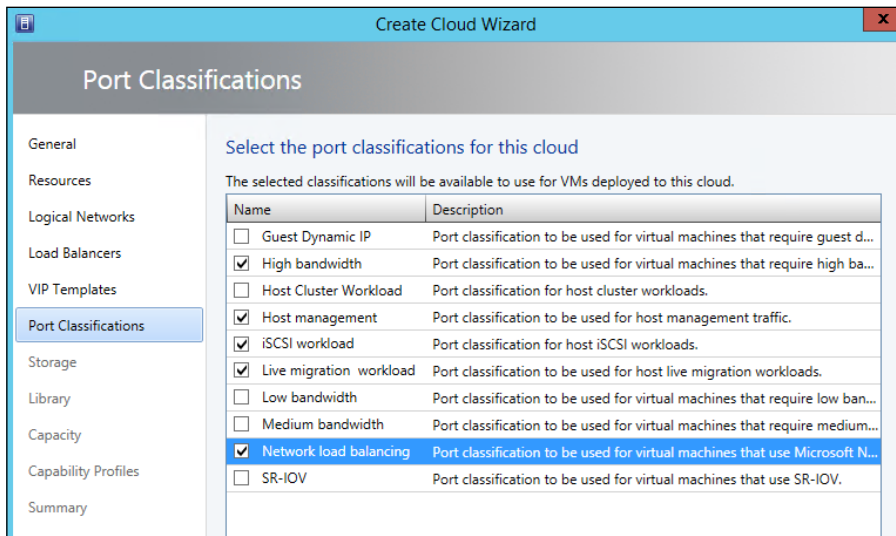 Create Cloud Wizard
x
Port Classifications
General
Resources
Logical Networks
Load Balancers
VIP Templates
Port Classifications
Storage
Library
Capacity
Capability Profiles
Summary
Select the port classifications for this cloud
The selected classifications will be available to use for VMs deployed to this cloud.
Name Description
Guest Dynamic IP Port classification to be used for virtual machines that require guest d...
High bandwidth Port classification to be used for virtual machines that require high ba...
Host Cluster Workload Port classification for host cluster workloads.
Host management Port classification to be used for host management traffic.
iSCSI workload Port classification for host iSCSI workloads.
Live migration workload Port classification to be used for host live migration workloads.
Low bandwidth Port classification to be used for virtual machines that require low ban...
Medium bandwidth Port classification to be used for virtual machines that require medium...
Network load balancing Port classification to be used for virtual machines that use Microsoft N...
SR-IOV Port classification to be used for virtual machines that use SR-IOV.